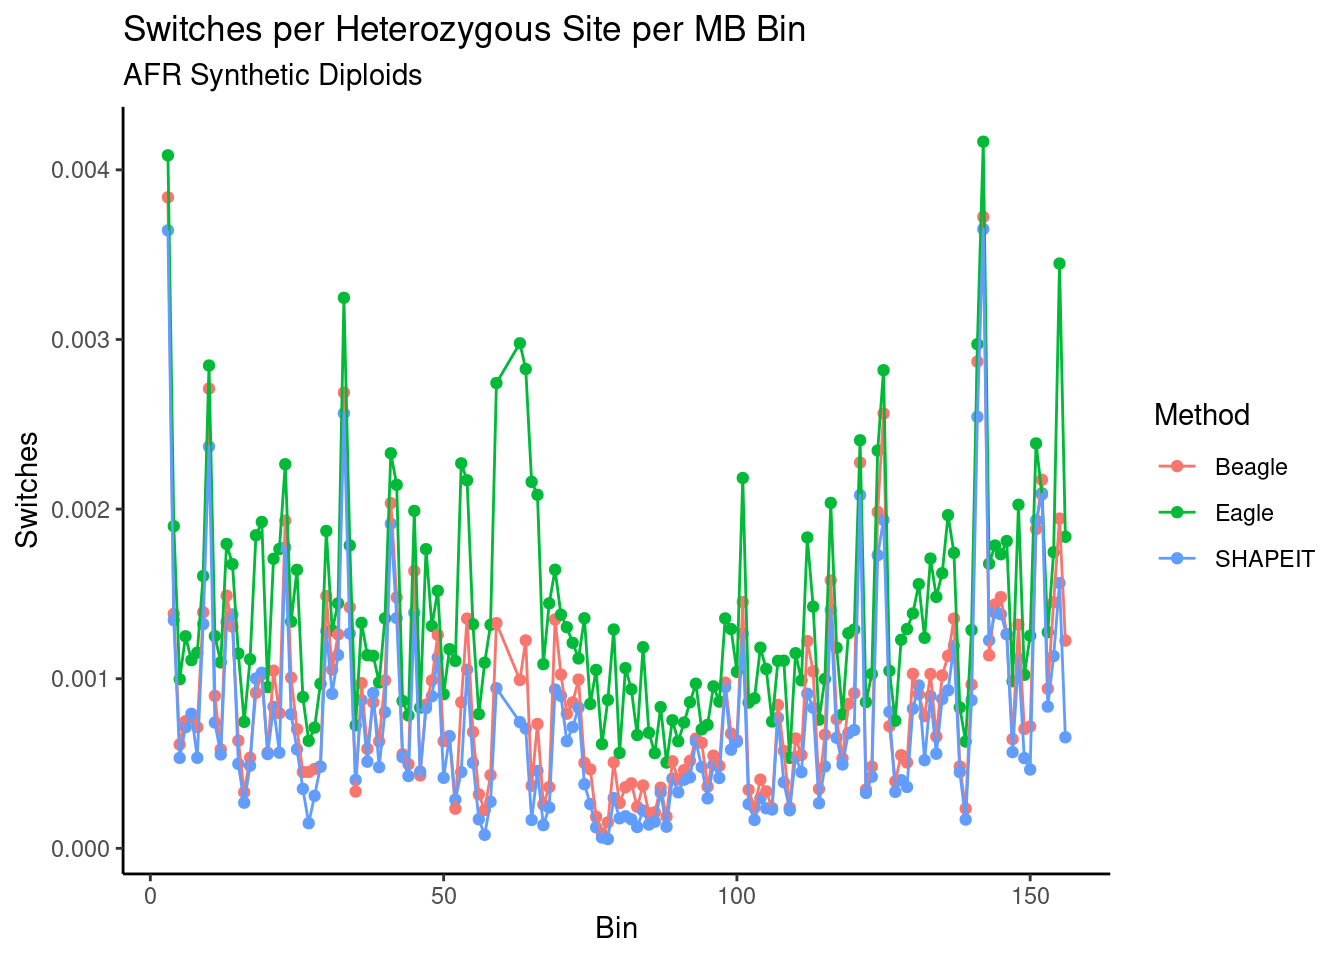 Switches per Heterozygous Site per MB Bin
AFR Synthetic Diploids
0.004
0.003
0.002
0.001
0.000
Switches
0
50
100
150
Bin
Method
Beagle
Eagle
SHAPEIT